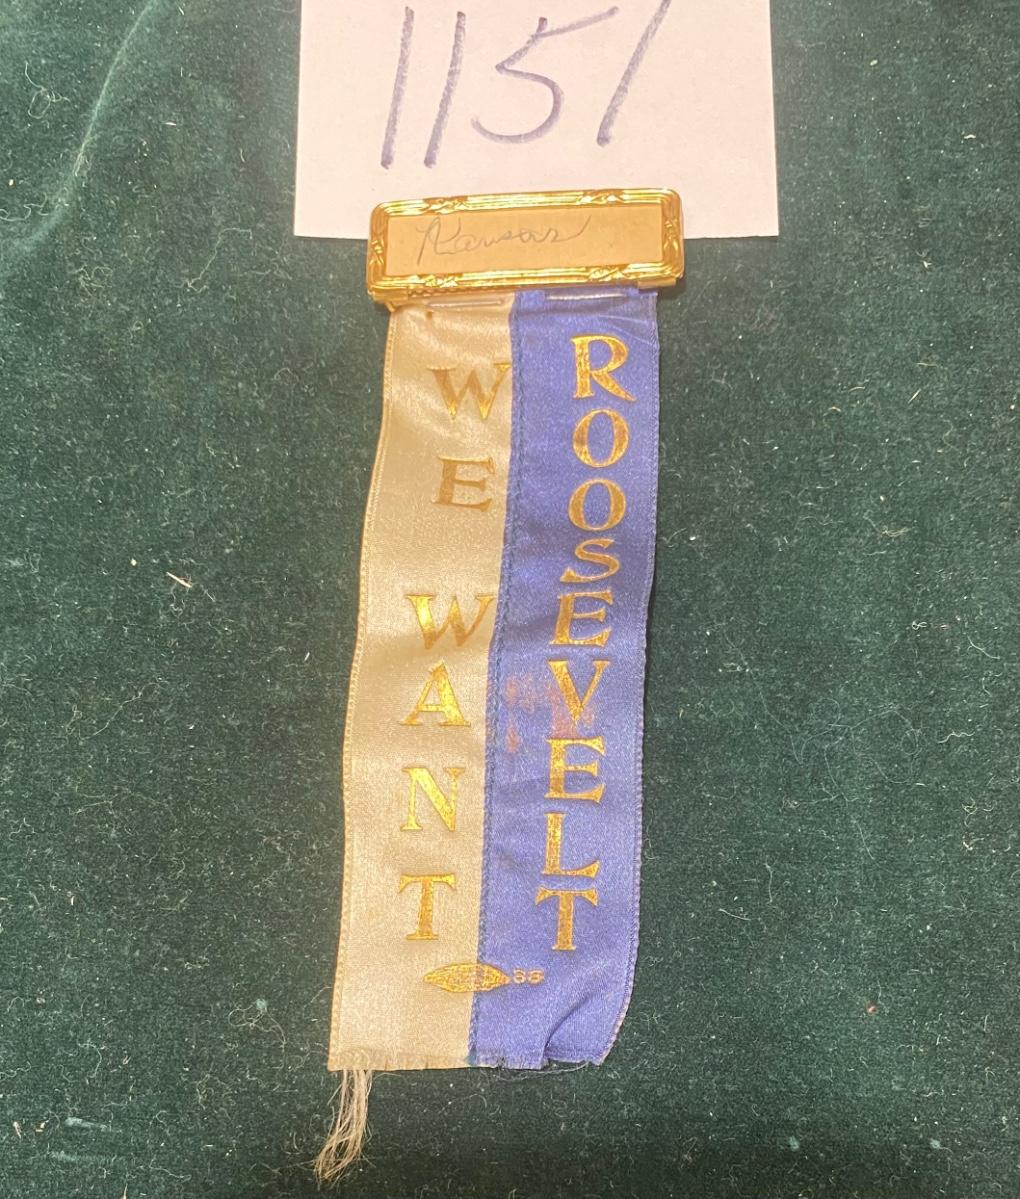 1151
Kansas
WE WANT
ROOSEVELT